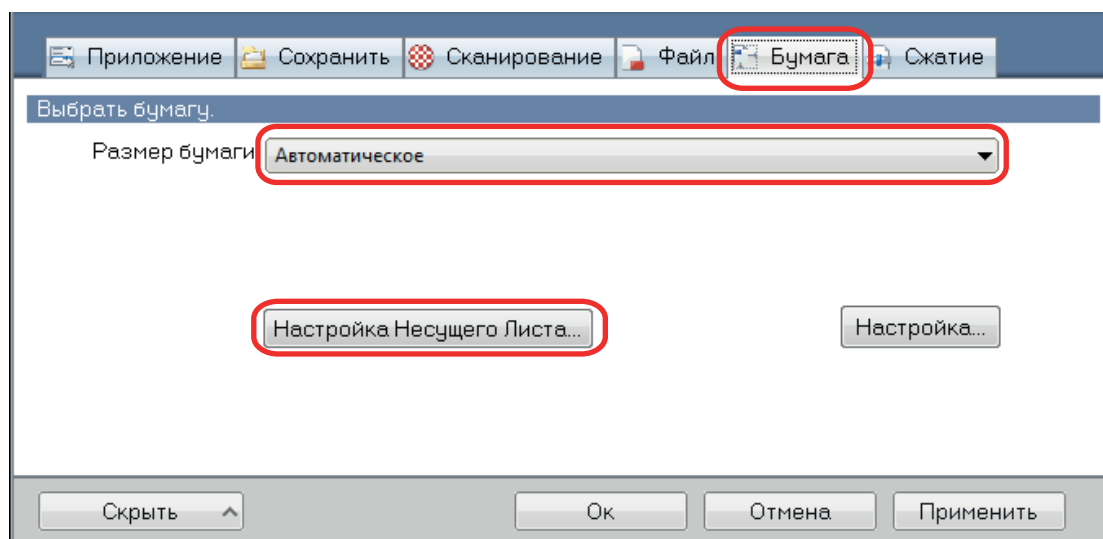 Приложение Сохранить Сканирование Файл Бумага Сжатие
Выбрать бумагу.
Размер бумаги Автоматическое
Настройка Несущего Листа... Настройка...
Скрыть Ок Отмена Применить